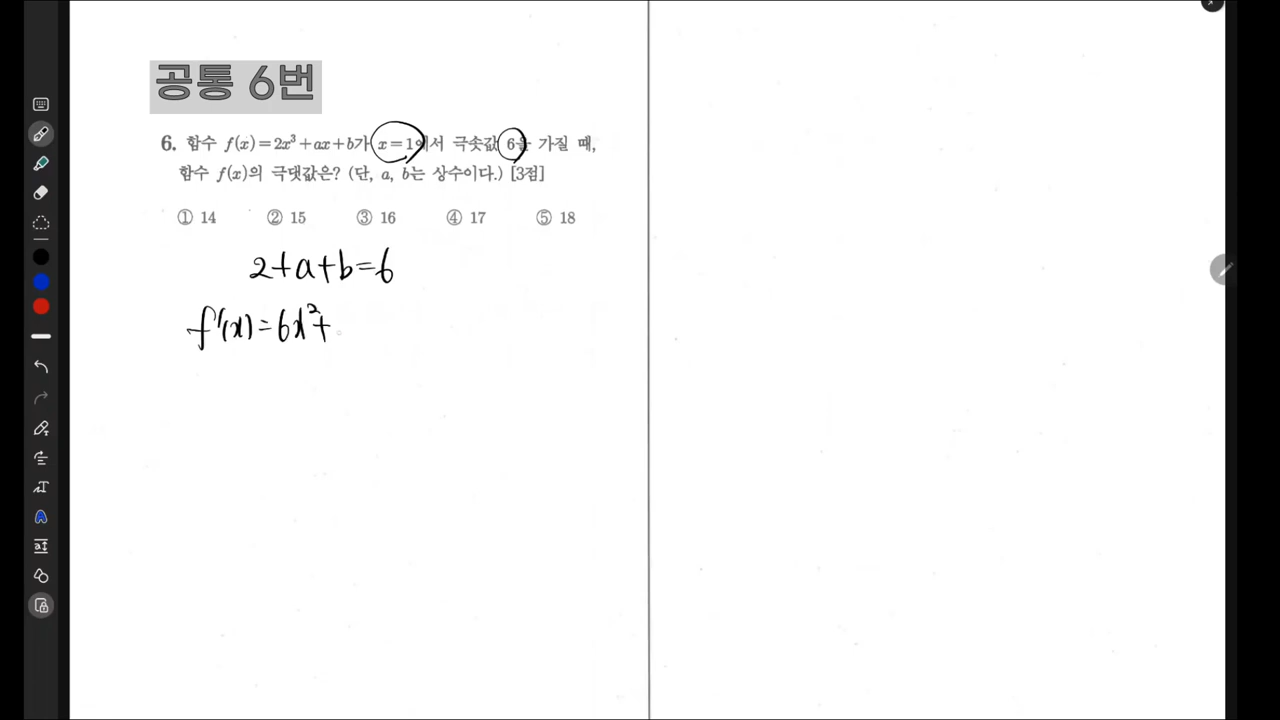 공통 6번
6. 함수 f(x)=2x³+ax+b가 x=1에서 극솟값 6을 가질 때,
함수 f(x)의 극댓값은? (단, a, b는 상수이다.) [3점]
① 14 ② 15 ③ 16 ④ 17 ⑤ 18
2+a+b=6
f'(x)=6x²+